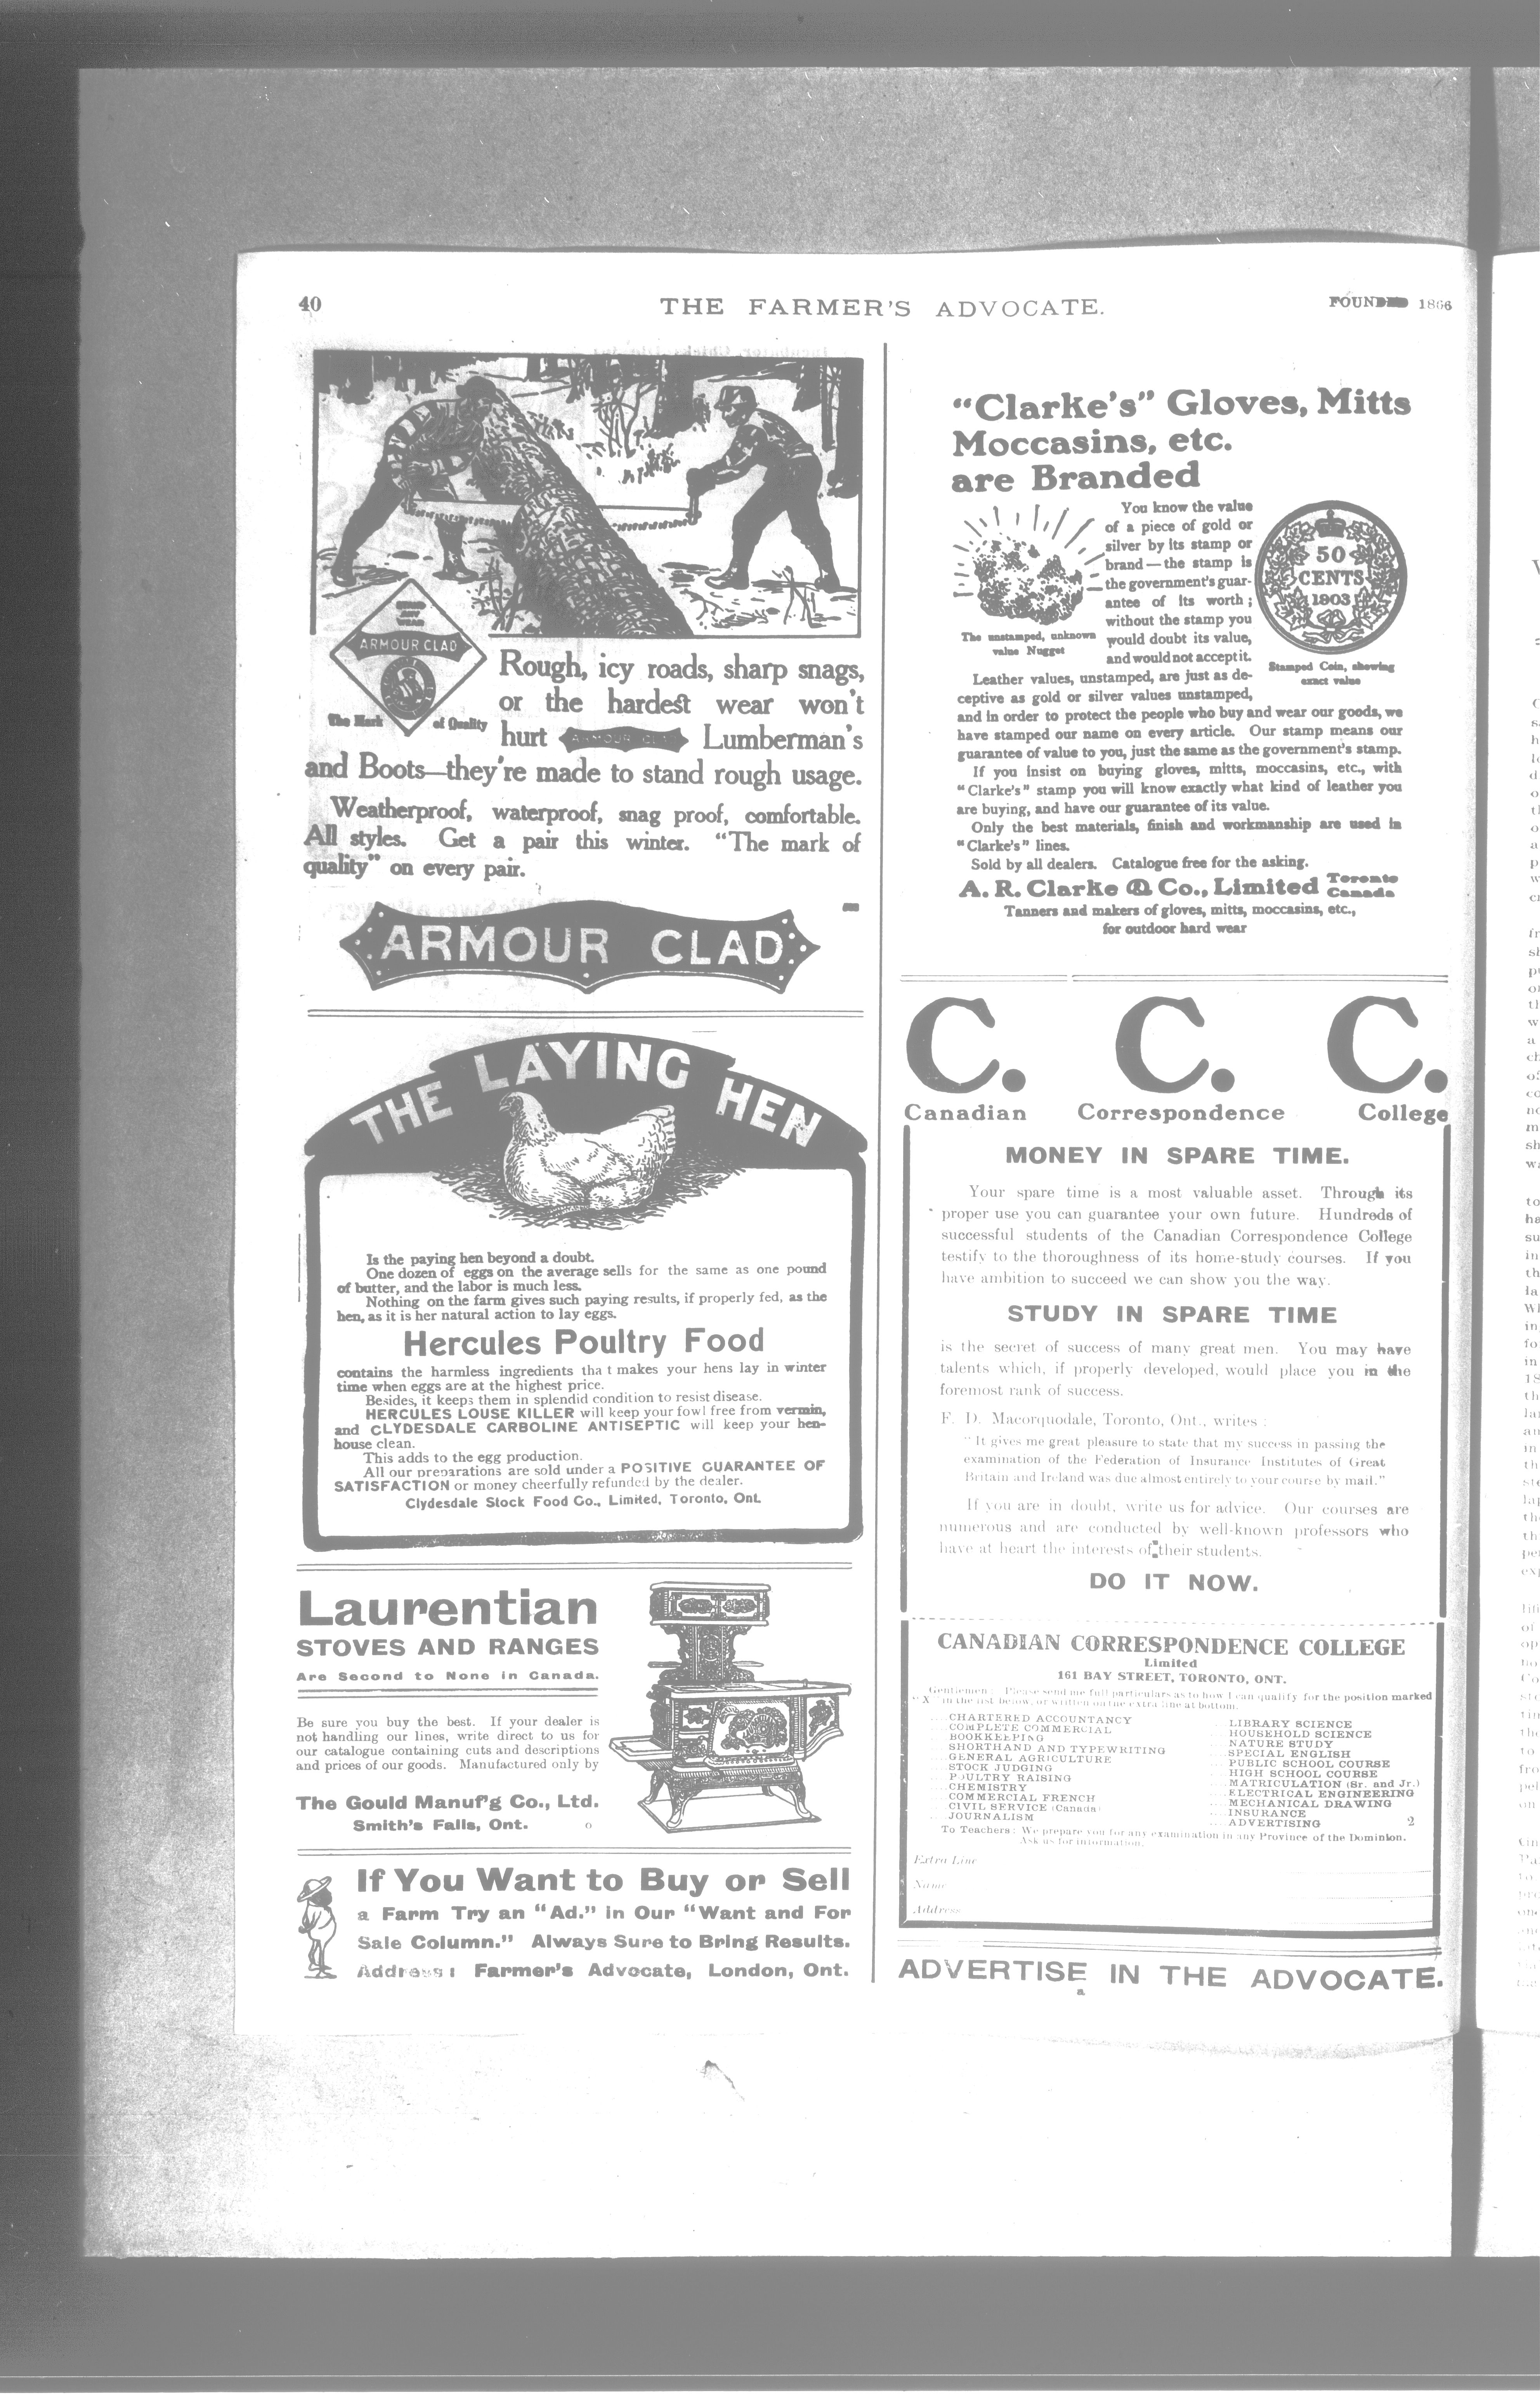 40
THE FARMER'S ADVOCATE.
FOUNDED 1866
ARMOUR CLAD
The Mark of Quality
Rough, icy roads, sharp snags,
or the hardest wear won't
hurt ARMOUR CLAD Lumberman's
and Boots—they're made to stand rough usage.
Weatherproof, waterproof, snag proof, comfortable.
All styles. Get a pair this winter. "The mark of
quality" on every pair.
ARMOUR CLAD
THE LAYING HEN
Is the paying hen beyond a doubt.
One dozen of eggs on the average sells for the same as one pound
of butter, and the labor is much less.
Nothing on the farm gives such paying results, if properly fed, as the
hen, as it is her natural action to lay eggs.
Hercules Poultry Food
contains the harmless ingredients tha t makes your hens lay in winter
time when eggs are at the highest price.
Besides, it keeps them in splendid condition to resist disease.
HERCULES LOUSE KILLER will keep your fowl free from vermin,
and CLYDESDALE CARBOLINE ANTISEPTIC will keep your hen-
house clean.
This adds to the egg production.
All our preparations are sold under a POSITIVE GUARANTEE OF
SATISFACTION or money cheerfully refunded by the dealer.
Clydesdale Stock Food Co., Limited, Toronto, Ont.
Laurentian
STOVES AND RANGES
Are Second to None in Canada.
Be sure you buy the best. If your dealer is
not handling our lines, write direct to us for
our catalogue containing cuts and descriptions
and prices of our goods. Manufactured only by
The Gould Manuf'g Co., Ltd.
Smith's Falls, Ont. o
If You Want to Buy or Sell
a Farm Try an "Ad." in Our "Want and For
Sale Column." Always Sure to Bring Results.
Address: Farmer's Advocate, London, Ont.
"Clarke's" Gloves, Mitts
Moccasins, etc.
are Branded
You know the value
of a piece of gold or
silver by its stamp or
brand—the stamp is
the government's guar-
antee of its worth;
without the stamp you
would doubt its value,
and would not accept it.
The unstamped, unknown
value Nugget
50
CENTS
1903
Stamped Coin, showing
exact value
Leather values, unstamped, are just as de-
ceptive as gold or silver values unstamped,
and in order to protect the people who buy and wear our goods, we
have stamped our name on every article. Our stamp means our
guarantee of value to you, just the same as the government's stamp.
If you insist on buying gloves, mitts, moccasins, etc., with
"Clarke's" stamp you will know exactly what kind of leather you
are buying, and have our guarantee of its value.
Only the best materials, finish and workmanship are used in
"Clarke's" lines.
Sold by all dealers. Catalogue free for the asking.
A. R. Clarke & Co., Limited Toronto Canada
Tanners and makers of gloves, mitts, moccasins, etc.,
for outdoor hard wear
C. C. C.
Canadian Correspondence College
MONEY IN SPARE TIME.
Your spare time is a most valuable asset. Through its
proper use you can guarantee your own future. Hundreds of
successful students of the Canadian Correspondence College
testify to the thoroughness of its home-study courses. If you
have ambition to succeed we can show you the way.
STUDY IN SPARE TIME
is the secret of success of many great men. You may have
talents which, if properly developed, would place you in the
foremost rank of success.
F. D. Macorquodale, Toronto, Ont., writes:
"It gives me great pleasure to state that my success in passing the
examination of the Federation of Insurance Institutes of Great
Britain and Ireland was due almost entirely to your course by mail."
If you are in doubt, write us for advice. Our courses are
numerous and are conducted by well-known professors who
have at heart the interests of their students.
DO IT NOW.
CANADIAN CORRESPONDENCE COLLEGE
Limited
161 BAY STREET, TORONTO, ONT.
Gentlemen: Please send me full particulars as to how I can qualify for the position marked
"X" in the list below, or written on the extra line at bottom.
....CHARTERED ACCOUNTANCY
....COMPLETE COMMERCIAL
....BOOKKEEPING
....SHORTHAND AND TYPEWRITING
....GENERAL AGRICULTURE
....STOCK JUDGING
....POULTRY RAISING
....CHEMISTRY
....COMMERCIAL FRENCH
....CIVIL SERVICE (Canada)
....JOURNALISM
....LIBRARY SCIENCE
....HOUSEHOLD SCIENCE
....NATURE STUDY
....SPECIAL ENGLISH
....PUBLIC SCHOOL COURSE
....HIGH SCHOOL COURSE
....MATRICULATION (Sr. and Jr.)
....ELECTRICAL ENGINEERING
....MECHANICAL DRAWING
....INSURANCE
....ADVERTISING 2
To Teachers: We prepare you for any examination in any Province of the Dominion.
Ask us for information.
Extra Line
Name
Address
ADVERTISE IN THE ADVOCATE.